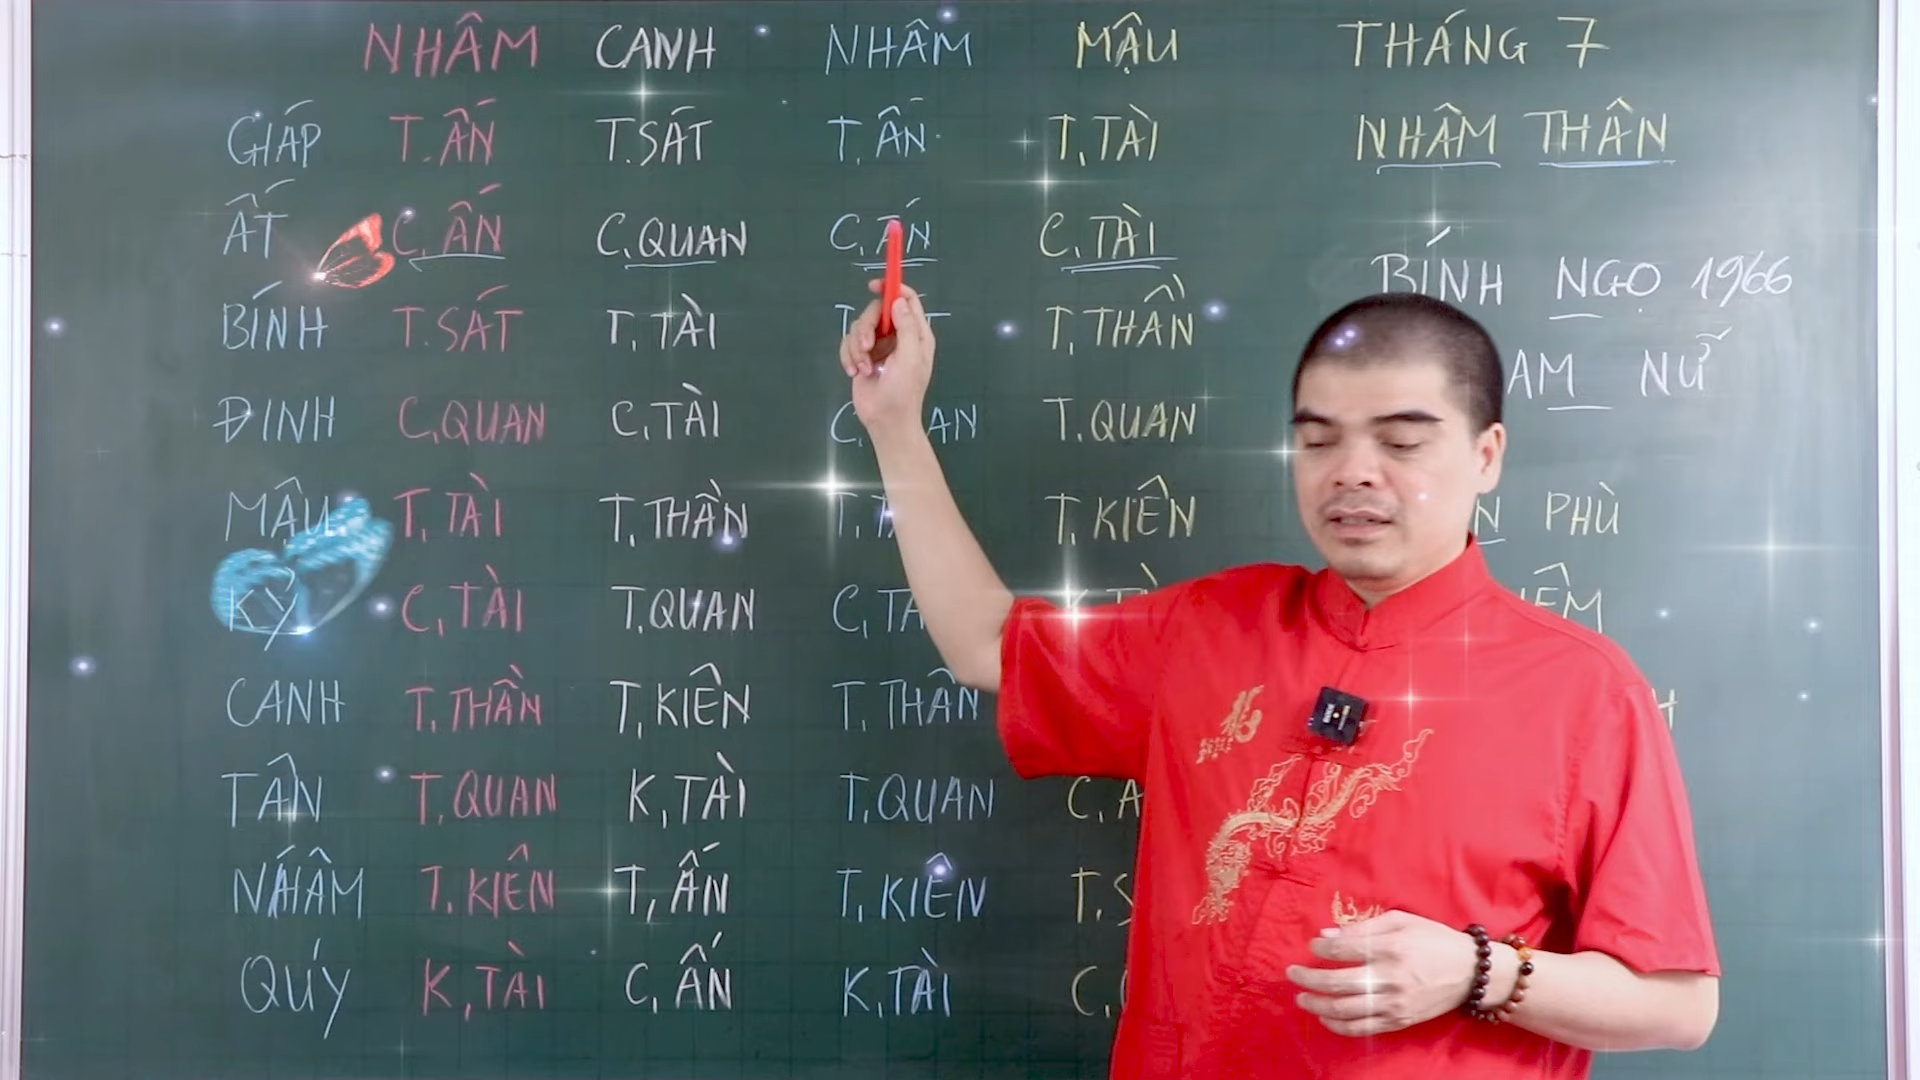 NHÂM CANH NHÂM MẬU THÁNG 7
GIÁP T.ẤN T.SÁT T.ẤN T.TÀI NHÂM THÂN
ẤT C.ẤN C.QUAN C.ẤN C.TÀI
BÍNH NGỌ 1966
BÍNH T.SÁT T.TÀI T.THẦN
NỮ
ĐINH C.QUAN C.TÀI T.QUAN
MẬU T.TÀI T.THẦN T.KIÊN PHÙ
KỶ C.TÀI T.QUAN
CANH T.THẦN T.KIÊN T.THẦN
TÂN T.QUAN K.TÀI T.QUAN
NHÂM T.KIÊN T.ẤN T.KIÊN
QUÝ K.TÀI C.ẤN K.TÀI